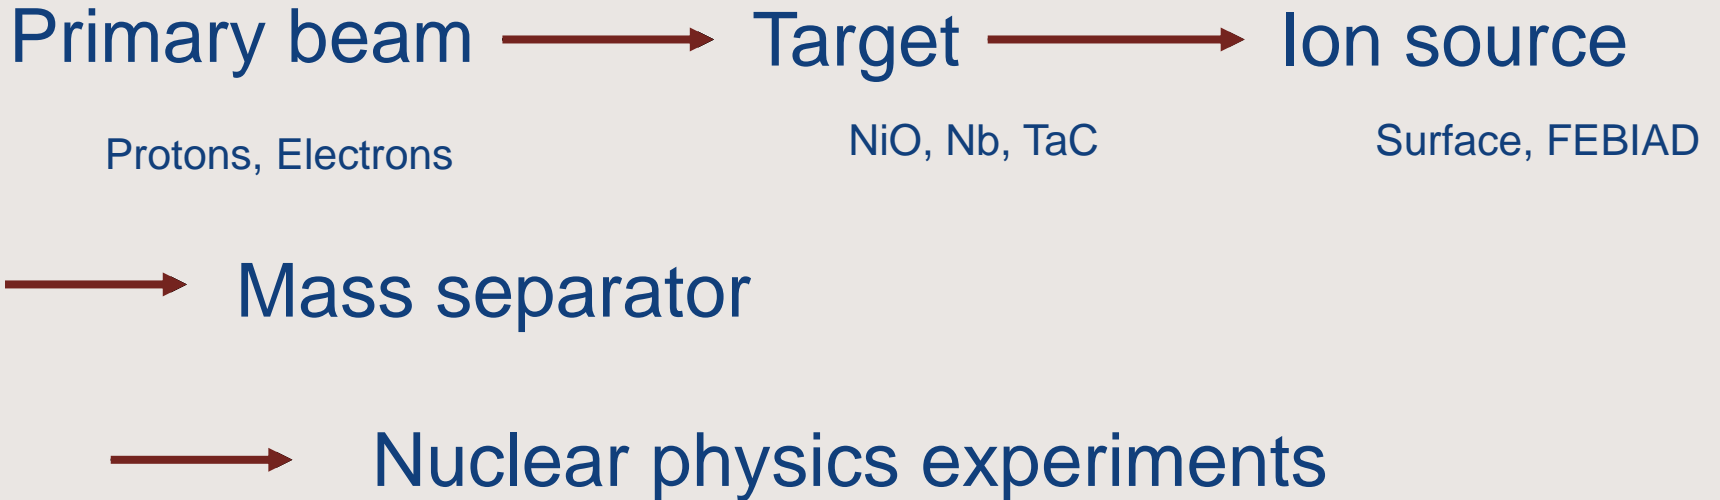 Primary beam Target Ion source
Protons, Electrons NiO, Nb, TaC Surface, FEBIAD
Mass separator
Nuclear physics experiments